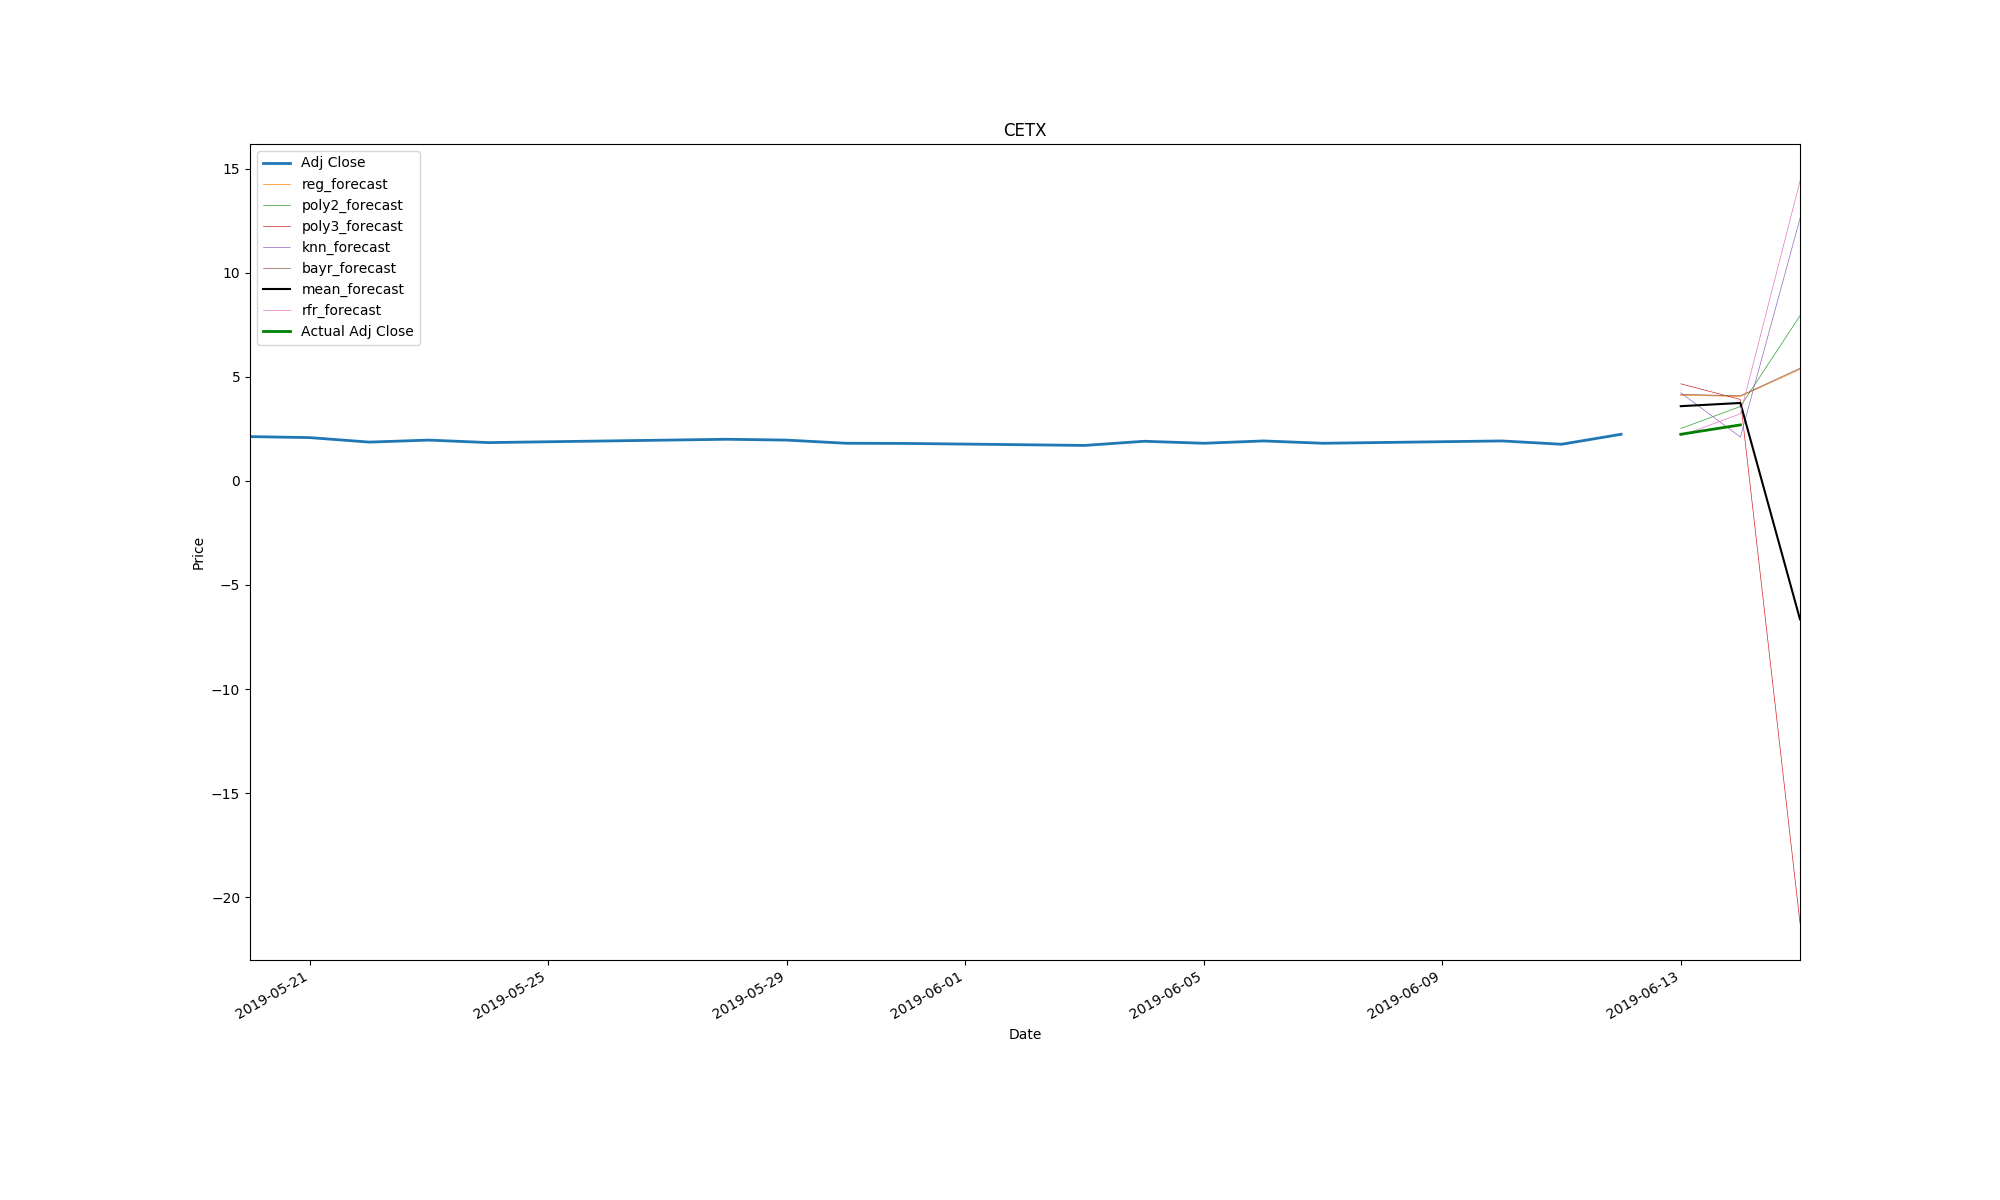 CETX
Adj Close
reg_forecast
poly2_forecast
poly3_forecast
knn_forecast
bayr_forecast
mean_forecast
rfr_forecast
Actual Adj Close
15
10
5
0
−5
−10
−15
−20
Price
2019-05-21
2019-05-25
2019-05-29
2019-06-01
2019-06-05
2019-06-09
2019-06-13
Date